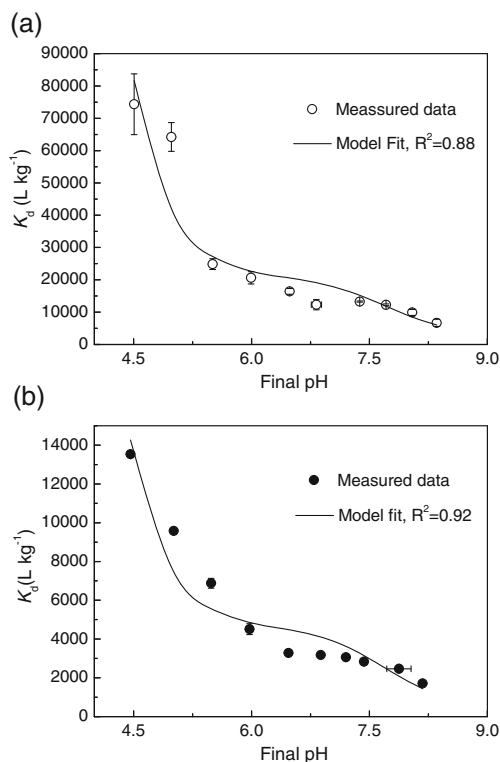 (a)
90000
80000
70000
60000
50000
40000
30000
20000
10000
0
Kd (L kg-1)
Meassured data
Model Fit, R2=0.88
4.5 6.0 7.5 9.0
Final pH
(b)
14000
12000
10000
8000
6000
4000
2000
0
Kd(L kg-1)
Measured data
Model fit, R2=0.92
4.5 6.0 7.5 9.0
Final pH